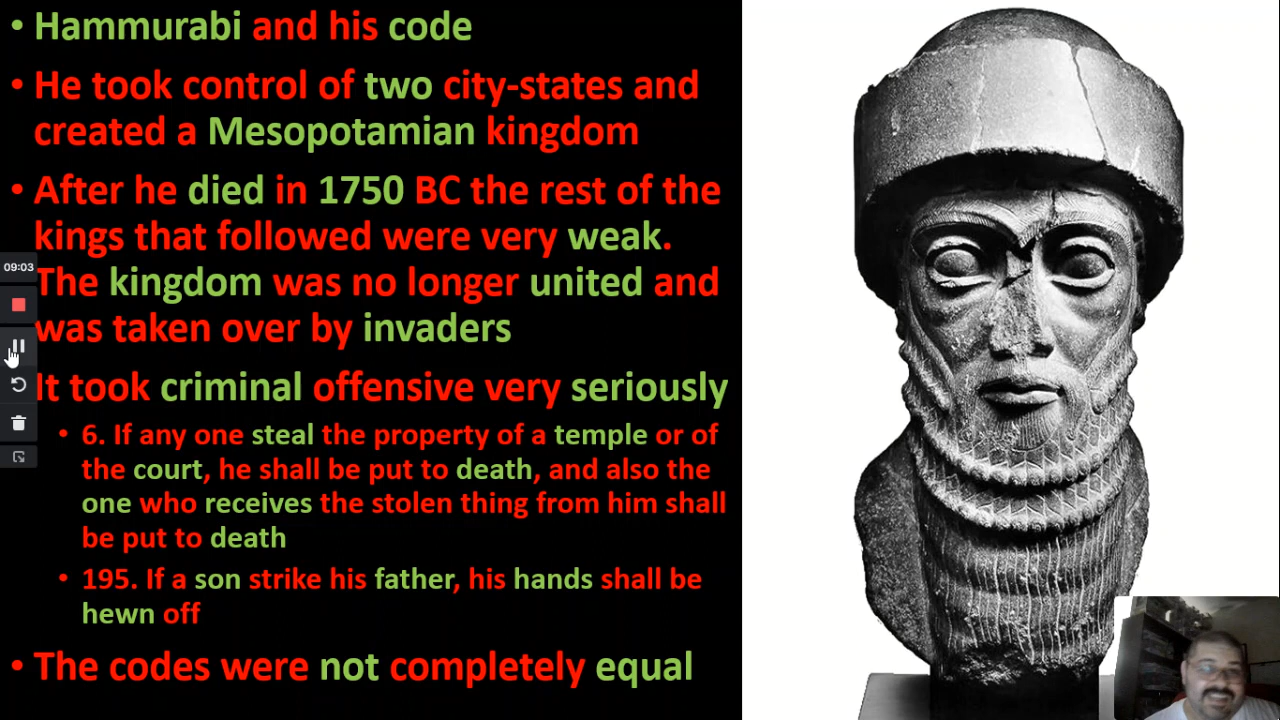 Hammurabi and his code
He took control of two city-states and
created a Mesopotamian kingdom
After he died in 1750 BC the rest of the
kings that followed were very weak.
The kingdom was no longer united and
was taken over by invaders
It took criminal offensive very seriously
6. If any one steal the property of a temple or of
the court, he shall be put to death, and also the
one who receives the stolen thing from him shall
be put to death
195. If a son strike his father, his hands shall be
hewn off
The codes were not completely equal
09:03